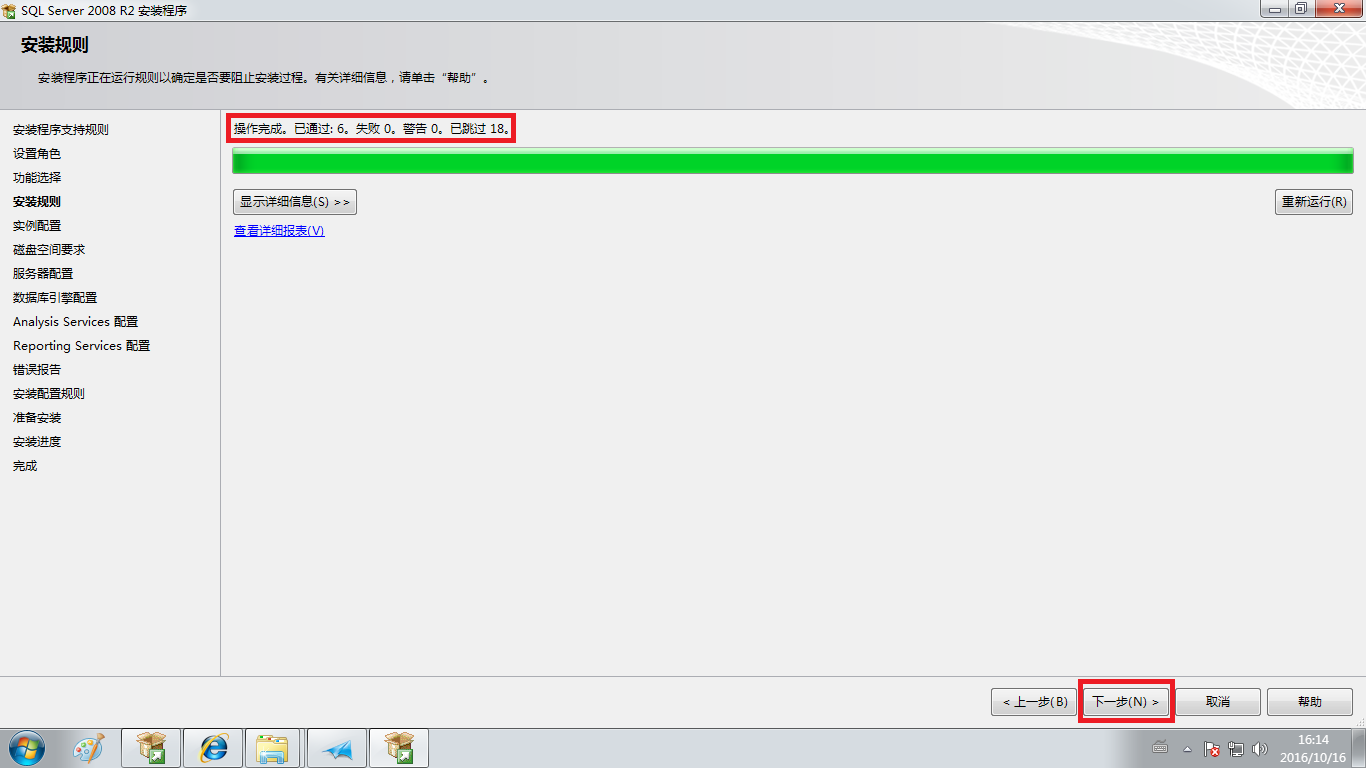 SQL Server 2008 R2 安装程序
安装规则
安装程序正在运行规则以确定是否要阻止安装过程。有关详细信息，请单击“帮助”。
安装程序支持规则
设置角色
功能选择
安装规则
实例配置
磁盘空间要求
服务器配置
数据库引擎配置
Analysis Services 配置
Reporting Services 配置
错误报告
安装配置规则
准备安装
安装进度
完成
操作完成。已通过: 6。失败 0。警告 0。已跳过 18。
显示详细信息(S) >>
重新运行(R)
查看详细报表(V)
< 上一步(B)
下一步(N) >
取消
帮助
16:14
2016/10/16